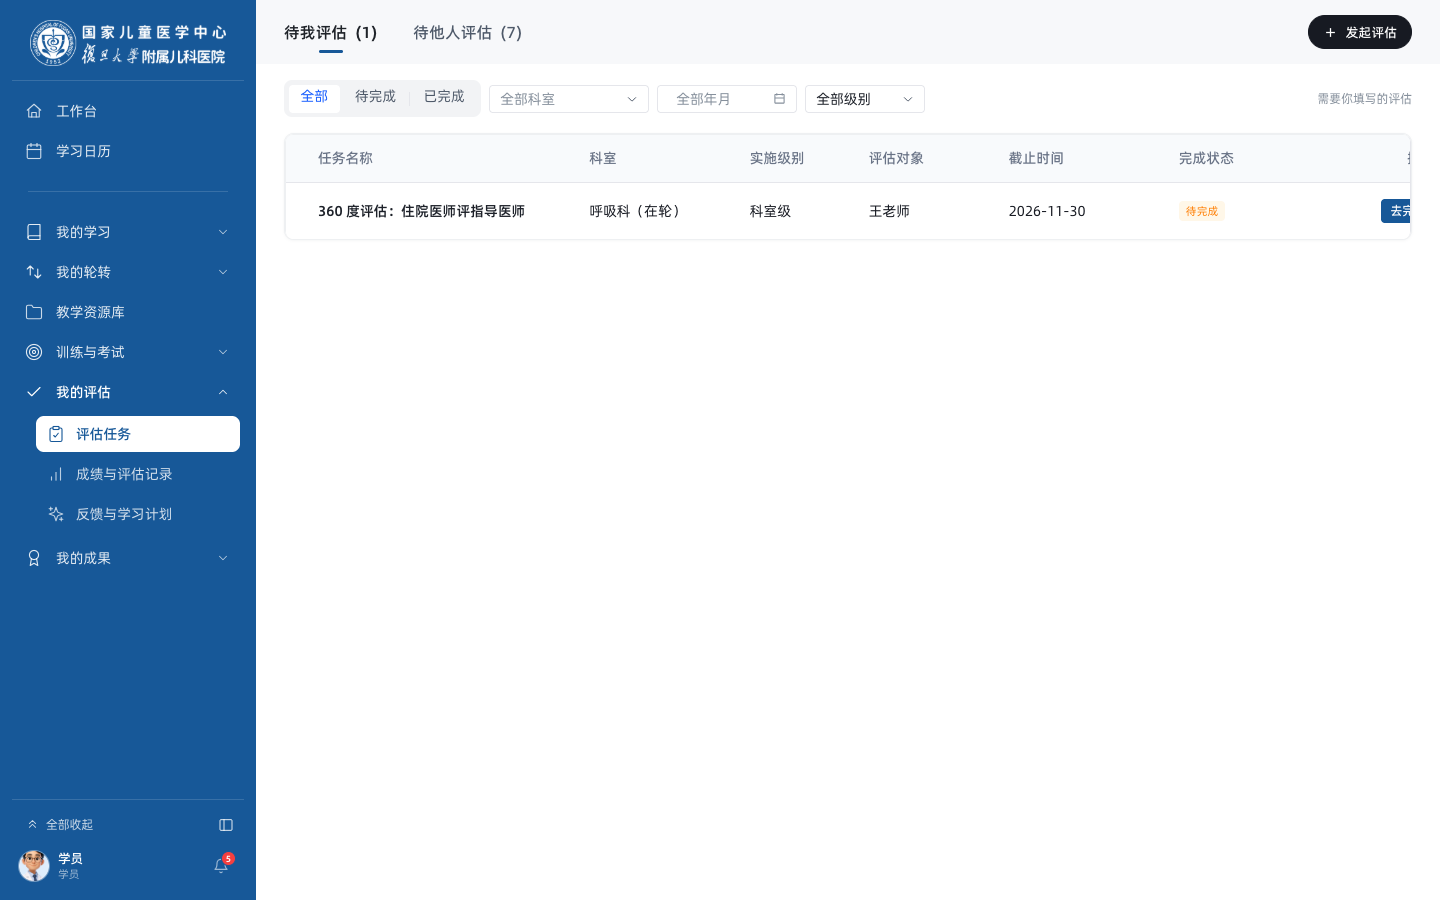 国家儿童医学中心
復旦大学附属儿科医院
1952
工作台
学习日历
我的学习
我的轮转
教学资源库
训练与考试
我的评估
评估任务
成绩与评估记录
反馈与学习计划
我的成果
全部收起
学员
学员
5
待我评估 (1)
待他人评估 (7)
发起评估
全部
待完成
已完成
全部科室
全部年月
全部级别
需要你填写的评估
任务名称 科室 实施级别 评估对象 截止时间 完成状态
360 度评估：住院医师评指导医师 呼吸科（在轮） 科室级 王老师 2026-11-30 待完成 去完